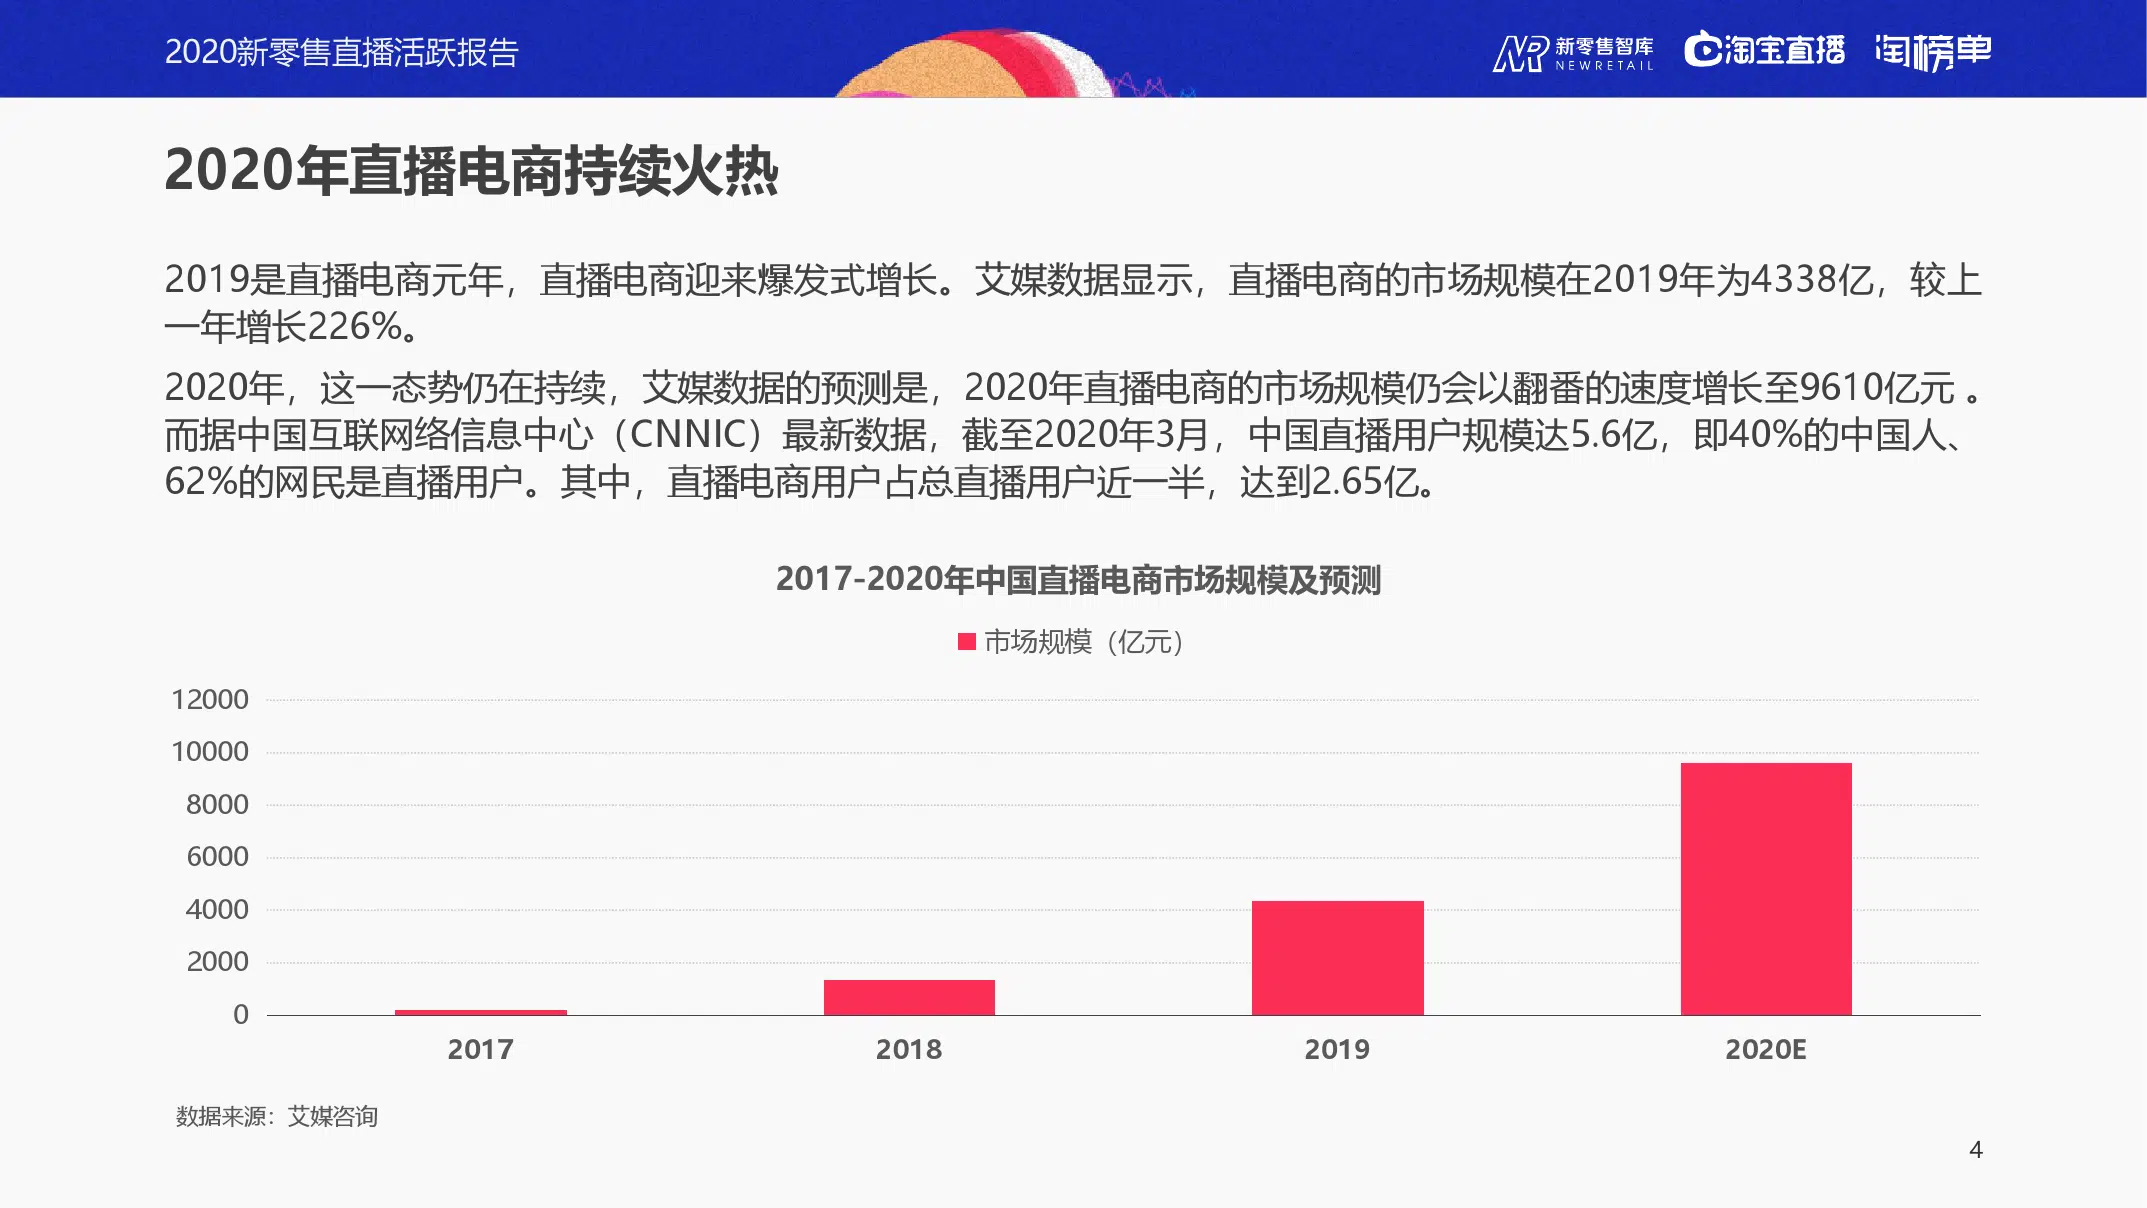 2020新零售直播活跃报告
新零售智库
NEWRETAIL
淘宝直播
淘榜单
2020年直播电商持续火热
2019是直播电商元年，直播电商迎来爆发式增长。艾媒数据显示，直播电商的市场规模在2019年为4338亿，较上
一年增长226%。
2020年，这一态势仍在持续，艾媒数据的预测是，2020年直播电商的市场规模仍会以翻番的速度增长至9610亿元 。
而据中国互联网络信息中心（CNNIC）最新数据，截至2020年3月，中国直播用户规模达5.6亿，即40%的中国人、
62%的网民是直播用户。其中，直播电商用户占总直播用户近一半，达到2.65亿。
2017-2020年中国直播电商市场规模及预测
市场规模（亿元）
12000
10000
8000
6000
4000
2000
0
2017 2018 2019 2020E
数据来源：艾媒咨询
4